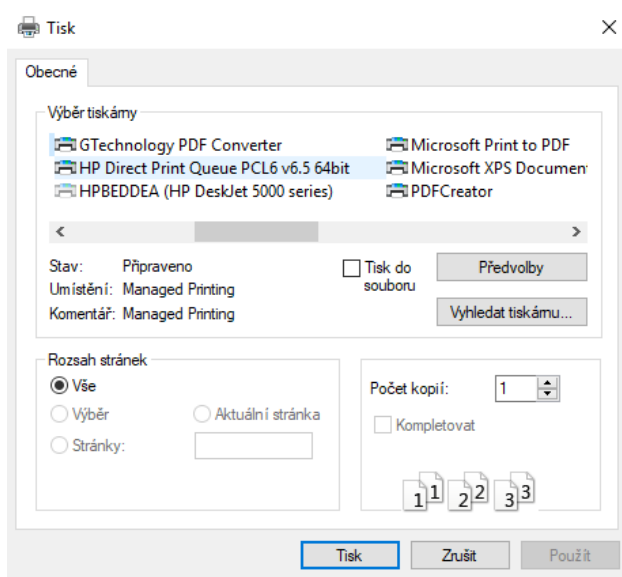 Tisk
Obecné
Výběr tiskárny
GTechnology PDF Converter
Microsoft Print to PDF
HP Direct Print Queue PCL6 v6.5 64bit
Microsoft XPS Documen
HPBEDDEA (HP DeskJet 5000 series)
PDFCreator
Stav: Připraveno
Umístění: Managed Printing
Komentář: Managed Printing
Tisk do
souboru
Předvolby
Vyhledat tiskárnu...
Rozsah stránek
Vše
Výběr
Aktuální stránka
Stránky:
Počet kopií: 1
Kompletovat
1 1 2 2 3 3
Tisk Zrušit Použít